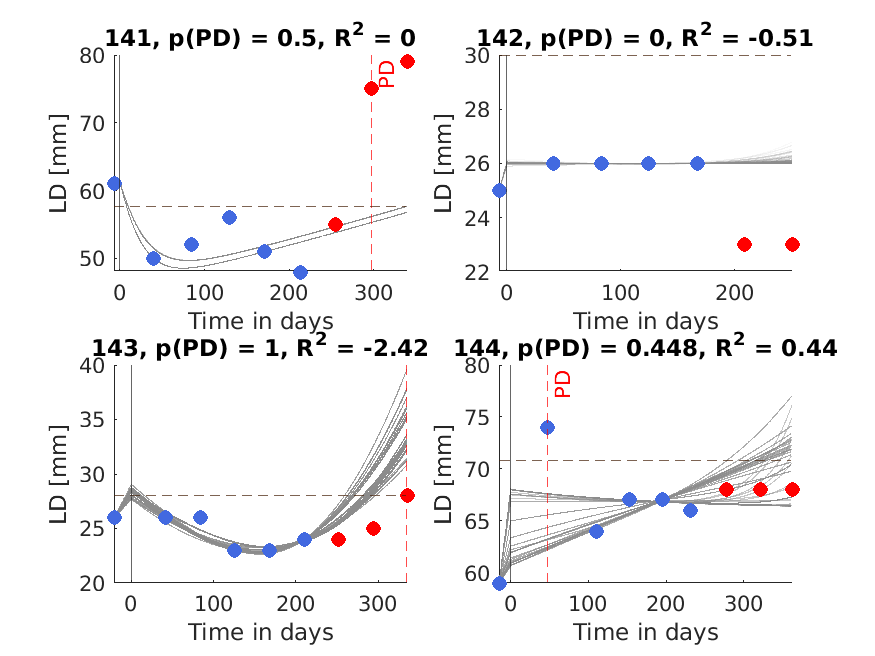 141, p(PD) = 0.5, R² = 0
80
70
60
50
LD [mm]
PD
0
100
200
300
Time in days
142, p(PD) = 0, R² = -0.51
30
28
26
24
22
LD [mm]
0
200
Time in days
143, p(PD) = 1, R² = -2.42
40
35
30
25
20
LD [mm]
0
100
200
300
Time in days
144, p(PD) = 0.448, R² = 0.44
80
75
70
65
60
LD [mm]
PD
0
100
200
300
Time in days